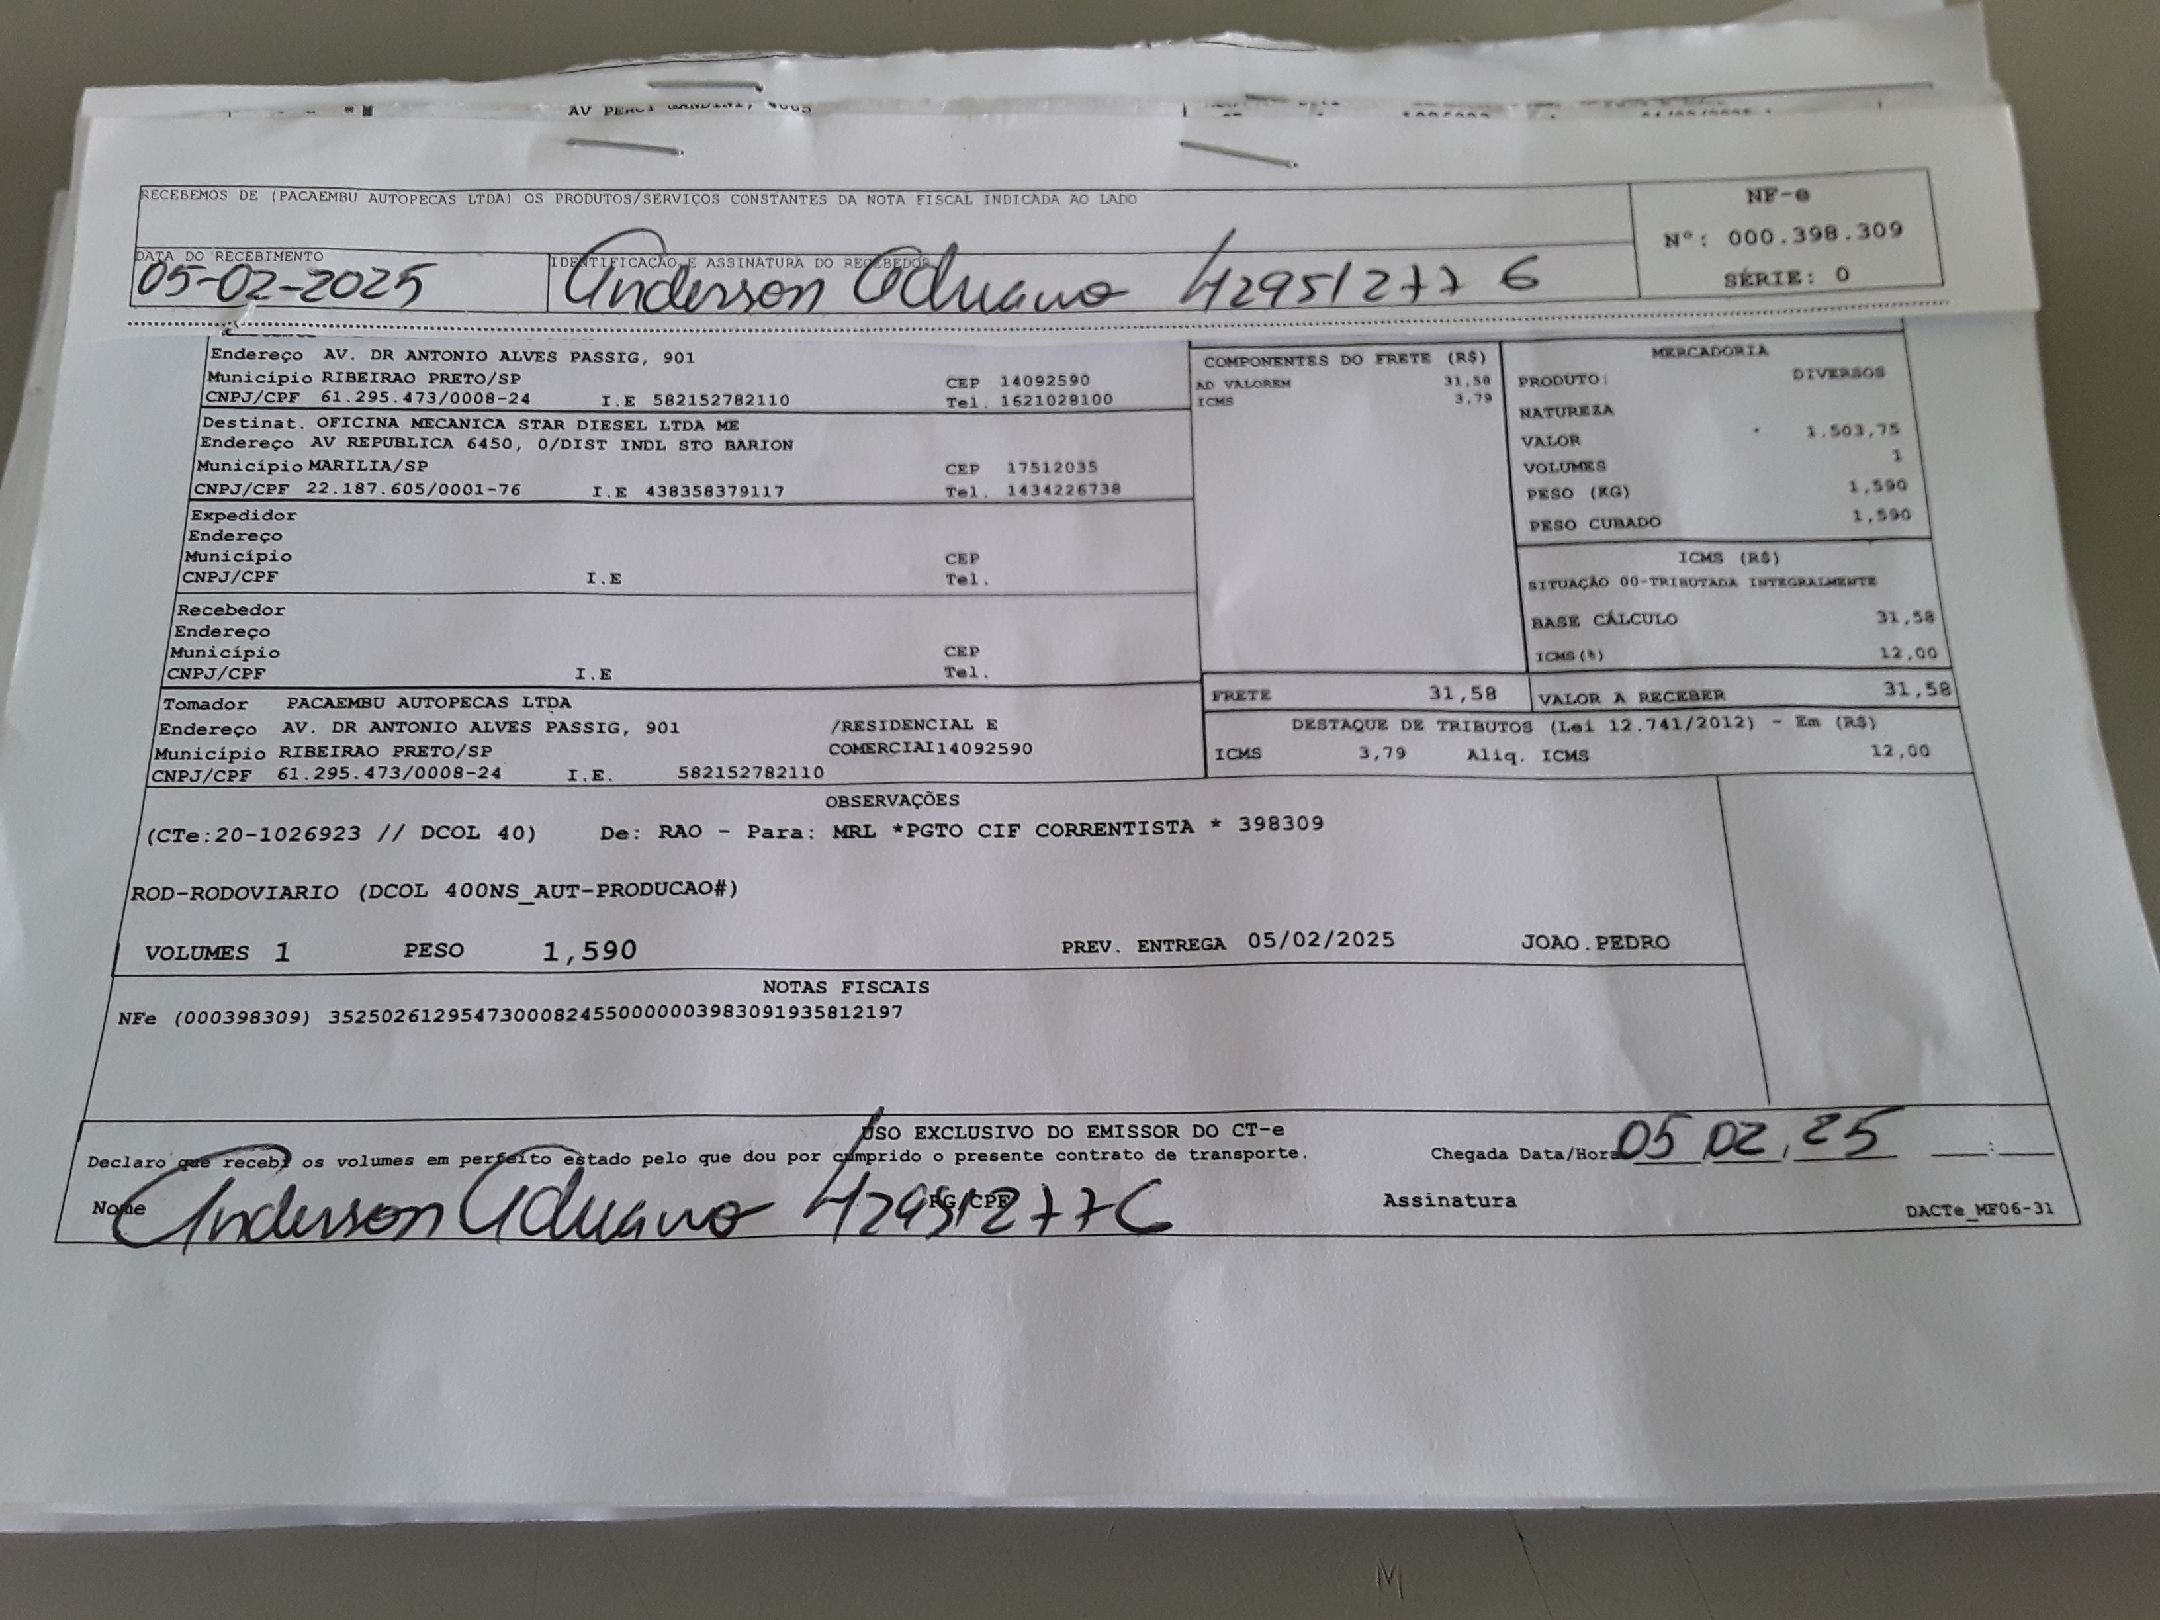 AV PERCY GANDINI,
RECEBEMOS DE (PACAEMBU AUTOPECAS LTDA) OS PRODUTOS/SERVIÇOS CONSTANTES DA NOTA FISCAL INDICADA AO LADO
NF-e
Nº: 000.398.309
SÉRIE: 0
DATA DO RECEBIMENTO
IDENTIFICAÇÃO E ASSINATURA DO RECEBEDOR
05-02-2025 Anderson Adriano 429512776
Endereço AV. DR ANTONIO ALVES PASSIG, 901
Município RIBEIRAO PRETO/SP CEP 14092590
CNPJ/CPF 61.295.473/0008-24 I.E 582152782110 Tel. 1621028100
Destinat. OFICINA MECANICA STAR DIESEL LTDA ME
Endereço AV REPUBLICA 6450, 0/DIST INDL STO BARION
Município MARILIA/SP CEP 17512035
CNPJ/CPF 22.187.605/0001-76 I.E 438358379117 Tel. 1434226738
Expedidor
Endereço
Município CEP
CNPJ/CPF I.E Tel.
Recebedor
Endereço
Município CEP
CNPJ/CPF I.E Tel.
Tomador PACAEMBU AUTOPECAS LTDA
Endereço AV. DR ANTONIO ALVES PASSIG, 901 /RESIDENCIAL E
Município RIBEIRAO PRETO/SP COMERCIAI14092590
CNPJ/CPF 61.295.473/0008-24 I.E. 582152782110
COMPONENTES DO FRETE (R$)
AD VALOREM 31,58
ICMS 3,79
MERCADORIA
PRODUTO: DIVERSOS
NATUREZA
VALOR 1.503,75
VOLUMES 1
PESO (KG) 1,590
PESO CUBADO 1,590
ICMS (R$)
SITUAÇÃO 00-TRIBUTADA INTEGRALMENTE
BASE CÁLCULO 31,58
ICMS(%) 12,00
FRETE 31,58 VALOR A RECEBER 31,58
DESTAQUE DE TRIBUTOS (Lei 12.741/2012) - Em (R$)
ICMS 3,79 Aliq. ICMS 12,00
OBSERVAÇÕES
(CTe:20-1026923 // DCOL 40) De: RAO - Para: MRL *PGTO CIF CORRENTISTA * 398309
ROD-RODOVIARIO (DCOL 400NS_AUT-PRODUCAO#)
VOLUMES 1 PESO 1,590 PREV. ENTREGA 05/02/2025 JOAO.PEDRO
NOTAS FISCAIS
NFe (000398309) 35250261295473000824550000003983091935812197
USO EXCLUSIVO DO EMISSOR DO CT-e
Declaro que recebi os volumes em perfeito estado pelo que dou por cumprido o presente contrato de transporte. Chegada Data/Hora 05 02, 25 :
Nome Anderson Adriano RG/CPF 429512776 Assinatura
DACTe_MF06-31